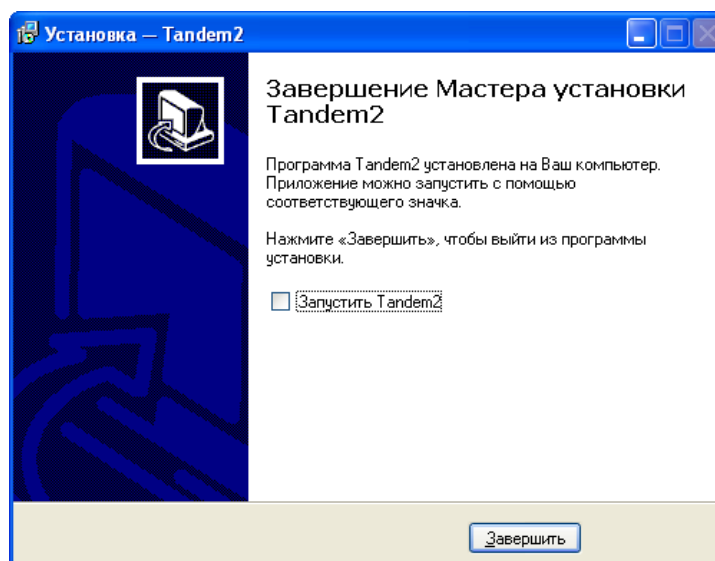 Установка — Tandem2
Завершение Мастера установки
Tandem2
Программа Tandem2 установлена на Ваш компьютер.
Приложение можно запустить с помощью
соответствующего значка.
Нажмите «Завершить», чтобы выйти из программы
установки.
Запустить Tandem2
Завершить